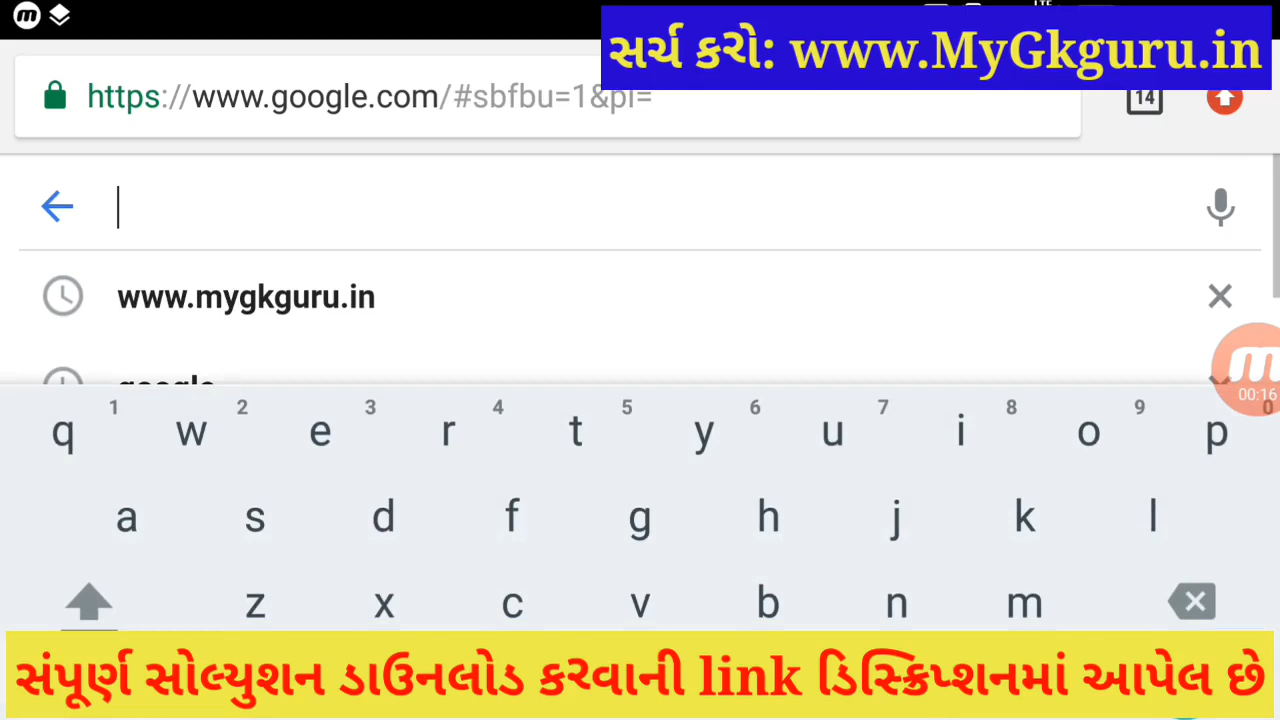 સર્ચ કરો: www.MyGkguru.in
https://www.google.com/#sbfbu=1&pi=
14
www.mygkguru.in
google
00:16
1 2 3 4 5 6 7 8 9 0
q w e r t y u i o p
a s d f g h j k l
z x c v b n m
સંપૂર્ણ સોલ્યુશન ડાઉનલોડ કરવાની link ડિસ્ક્રિપ્શનમાં આપેલ છે